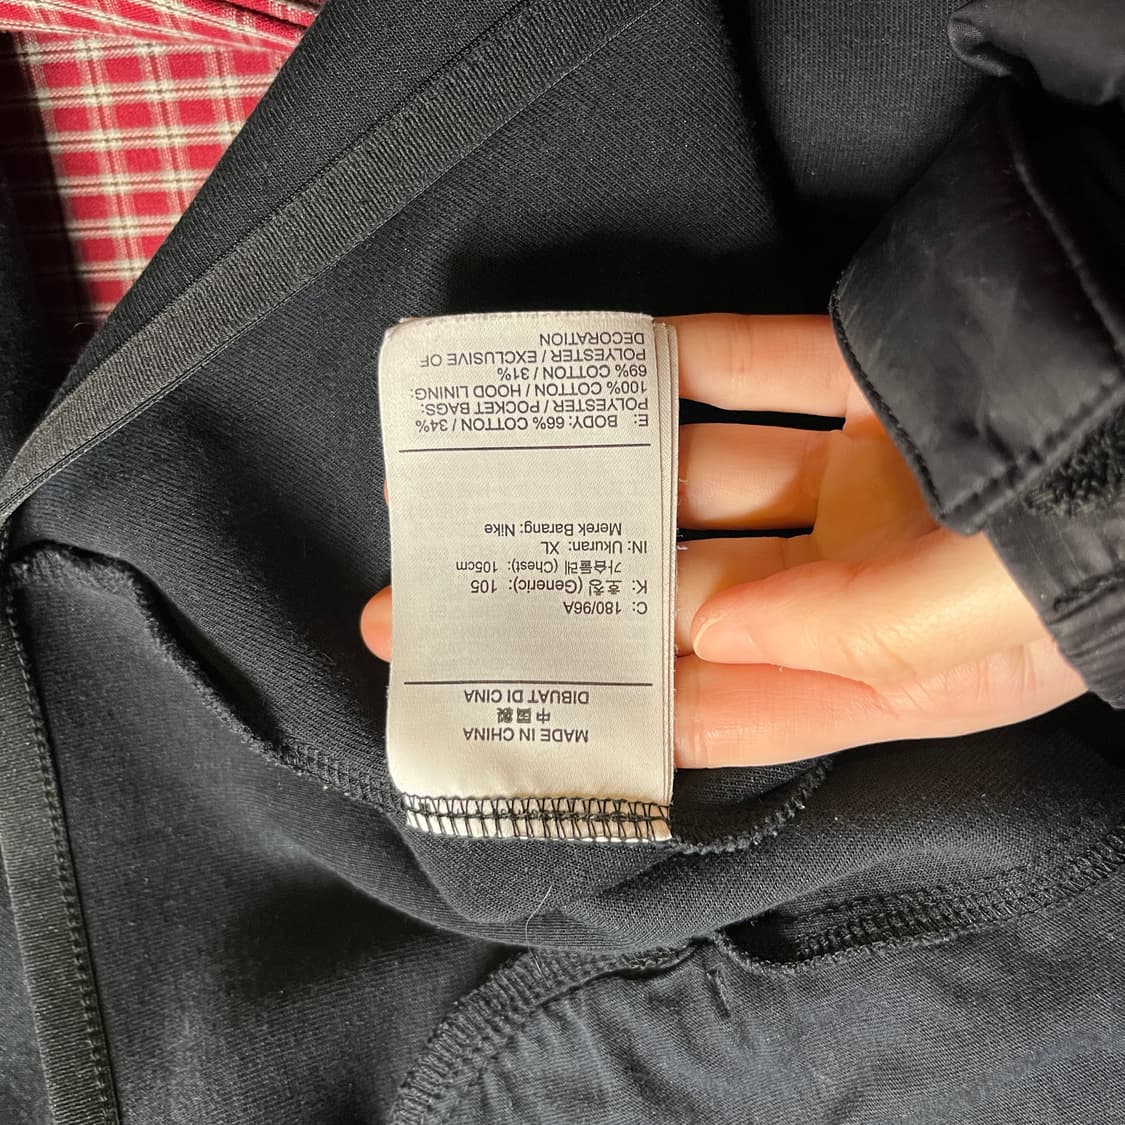 MADE IN CHINA
中国製
DIBUAT DI CINA
C: 180/96A
K: 호칭 (Generic): 105
가슴둘레 (Chest): 105cm
IN: Ukuran: XL
Merek Barang: Nike
E: BODY: 66% COTTON / 34%
POLYESTER / POCKET BAGS:
100% COTTON / HOOD LINING:
69% COTTON / 31%
POLYESTER / EXCLUSIVE OF
DECORATION